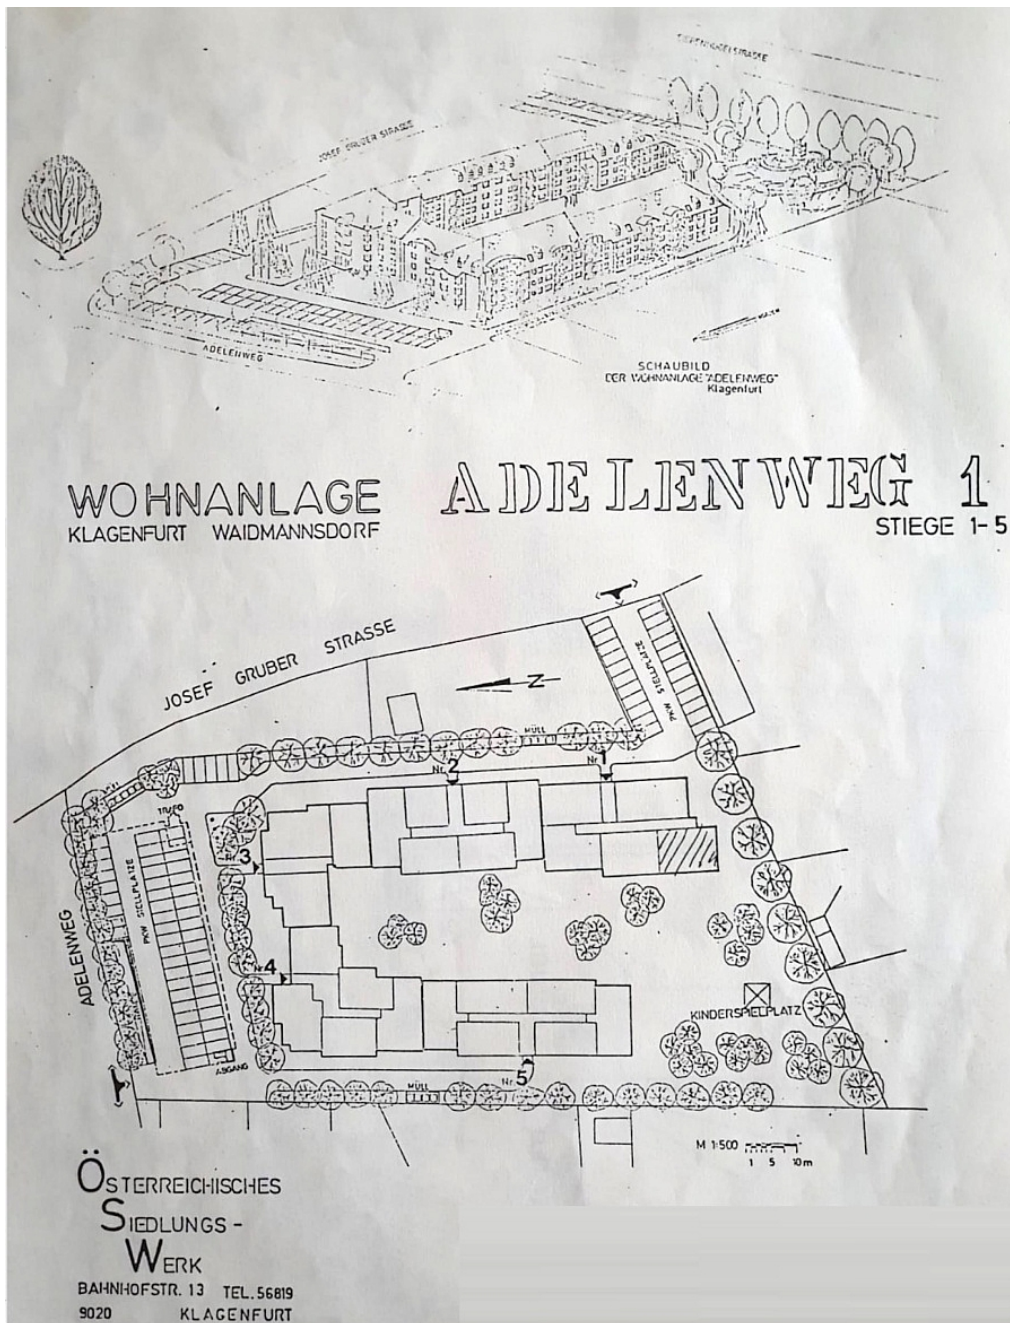 SIEBENHÜGELSTRASSE
JOSEF GRUBER STRASSE
ADELENWEG
SCHAUBILD
DER WOHNANLAGE "ADELENWEG"
Klagenfurt
WOHNANLAGE
KLAGENFURT WAIDMANNSDORF
ADELENWEG 1
STIEGE 1-5
JOSEF GRUBER STRASSE
PKW STELLPLÄTZE
N
MÜLL
Nr. 1
Nr. 2
TRAFO
Nr. 3
PKW STELLPLÄTZE
ADELENWEG
Nr. 4
KINDERSPIELPLATZ
ABGANG
Nr. 5
MÜLL
M 1:500
1 5 10m
ÖSTERREICHISCHES
SIEDLUNGS-
WERK
BAHNHOFSTR. 13 TEL. 56819
9020 KLAGENFURT